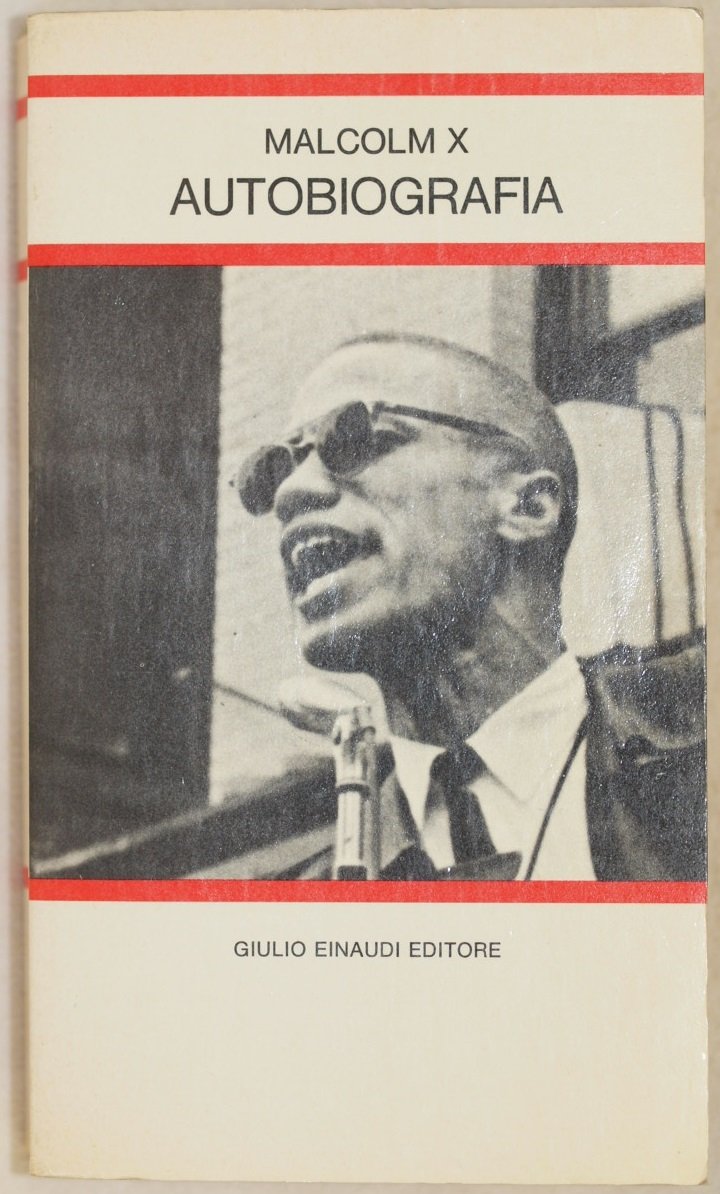 MALCOLM X
AUTOBIOGRAFIA
GIULIO EINAUDI EDITORE